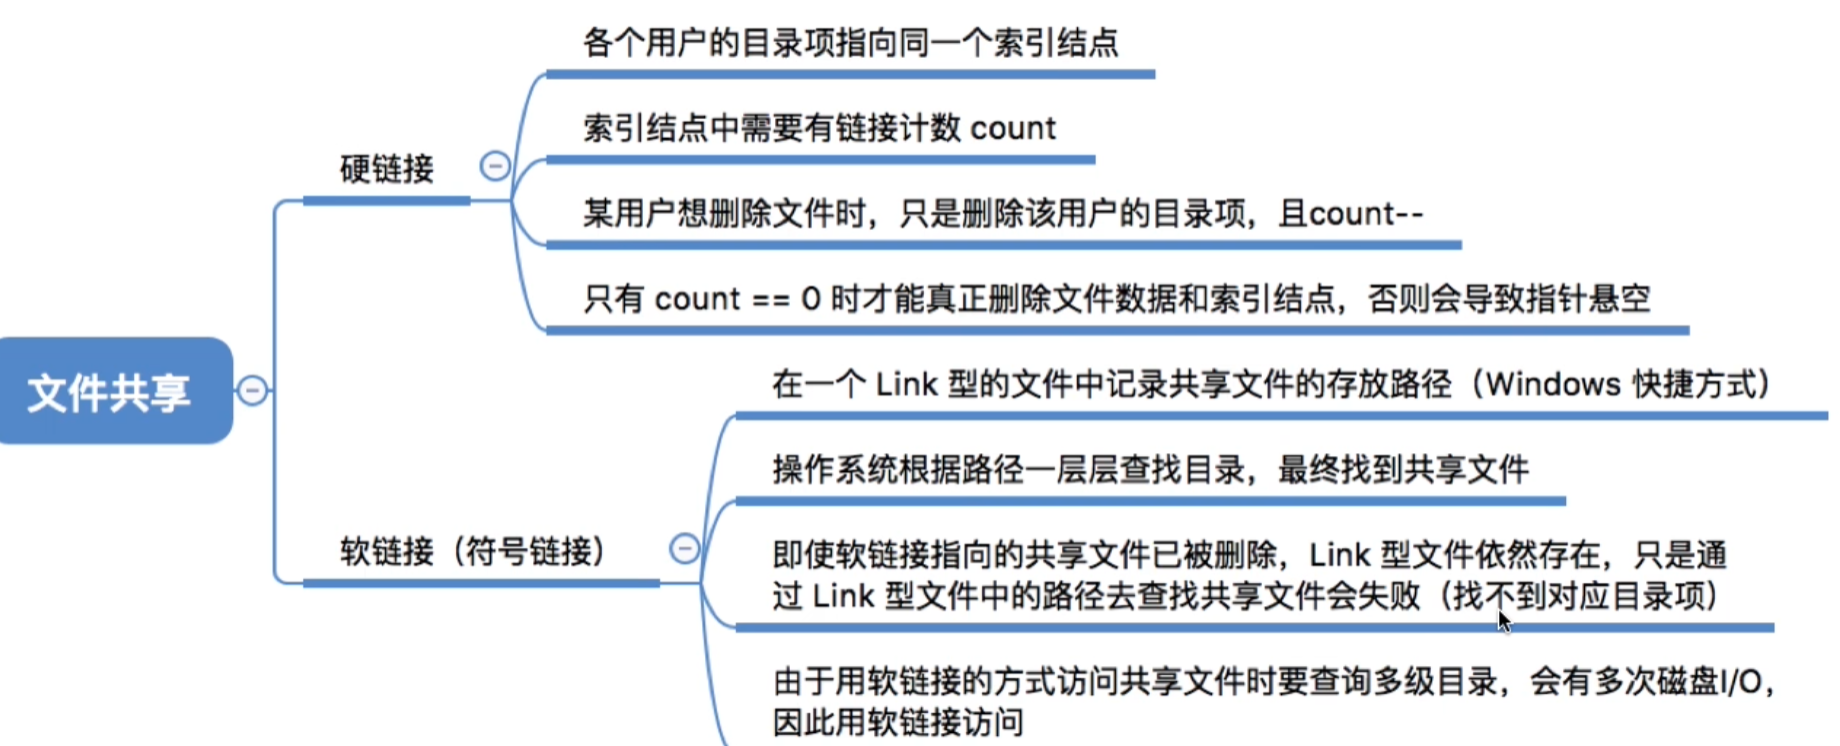 文件共享
硬链接
各个用户的目录项指向同一个索引结点
索引结点中需要有链接计数 count
某用户想删除文件时，只是删除该用户的目录项，且count--
只有 count == 0 时才能真正删除文件数据和索引结点，否则会导致指针悬空
软链接（符号链接）
在一个 Link 型的文件中记录共享文件的存放路径（Windows 快捷方式）
操作系统根据路径一层层查找目录，最终找到共享文件
即使软链接指向的共享文件已被删除，Link 型文件依然存在，只是通
过 Link 型文件中的路径去查找共享文件会失败（找不到对应目录项）
由于用软链接的方式访问共享文件时要查询多级目录，会有多次磁盘I/O，
因此用软链接访问